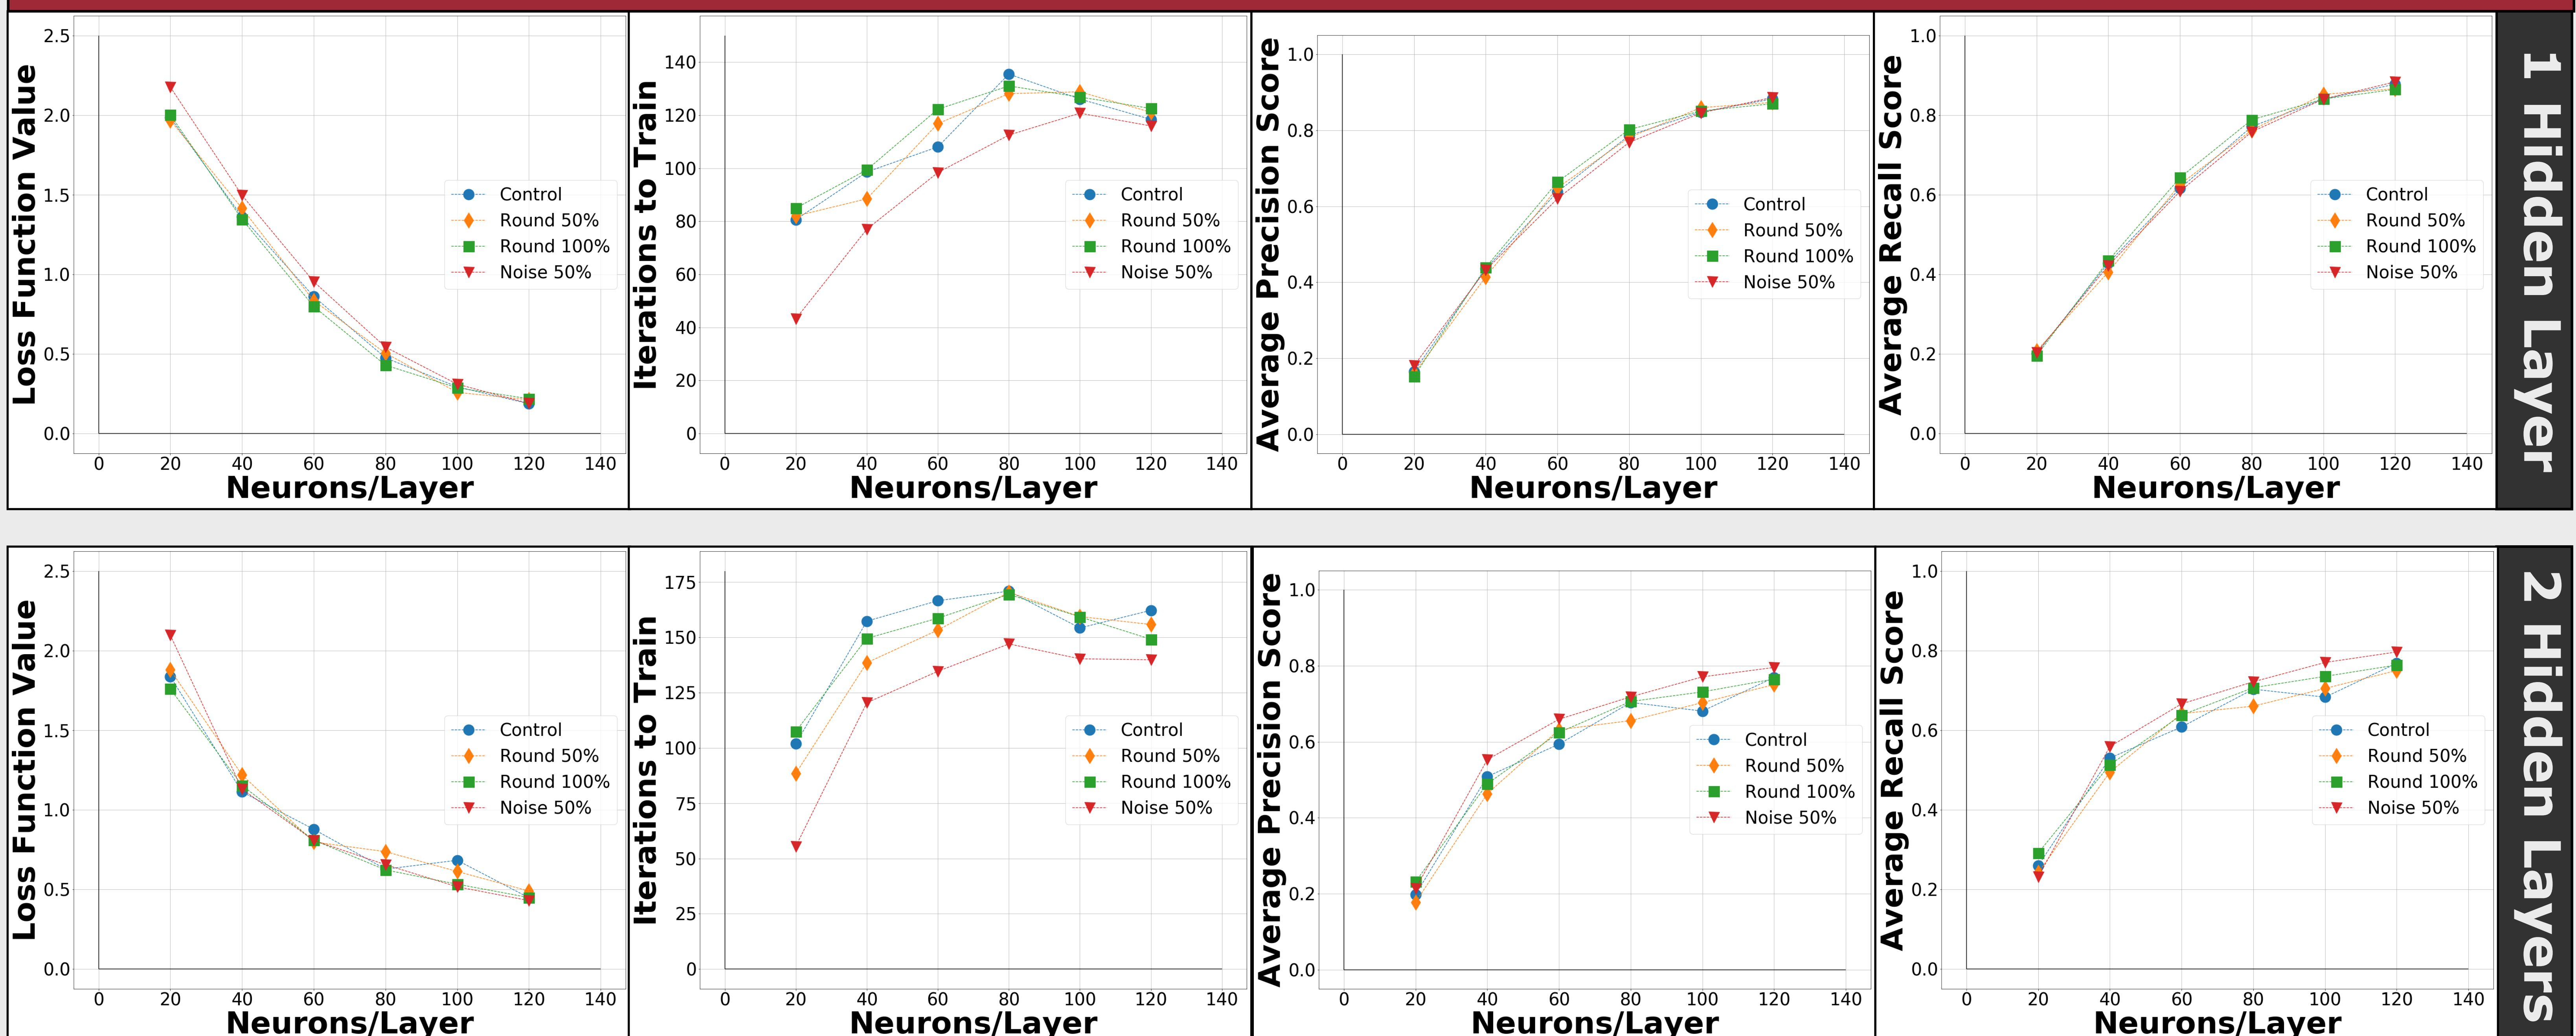 Loss Function Value
2.5
2.0
1.5
1.0
0.5
0.0
0 20 40 60 80 100 120 140
Neurons/Layer
Control
Round 50%
Round 100%
Noise 50%
Iterations to Train
140
120
100
80
60
40
20
0
0 20 40 60 80 100 120 140
Neurons/Layer
Control
Round 50%
Round 100%
Noise 50%
Average Precision Score
1.0
0.8
0.6
0.4
0.2
0.0
0 20 40 60 80 100 120 140
Neurons/Layer
Control
Round 50%
Round 100%
Noise 50%
Average Recall Score
1.0
0.8
0.6
0.4
0.2
0.0
0 20 40 60 80 100 120 140
Neurons/Layer
Control
Round 50%
Round 100%
Noise 50%
1 Hidden Layer
Loss Function Value
2.5
2.0
1.5
1.0
0.5
0.0
0 20 40 60 80 100 120 140
Neurons/Layer
Control
Round 50%
Round 100%
Noise 50%
Iterations to Train
175
150
125
100
75
50
25
0
0 20 40 60 80 100 120 140
Neurons/Layer
Control
Round 50%
Round 100%
Noise 50%
Average Precision Score
1.0
0.8
0.6
0.4
0.2
0.0
0 20 40 60 80 100 120 140
Neurons/Layer
Control
Round 50%
Round 100%
Noise 50%
Average Recall Score
1.0
0.8
0.6
0.4
0.2
0.0
0 20 40 60 80 100 120 140
Neurons/Layer
Control
Round 50%
Round 100%
Noise 50%
2 Hidden Layers